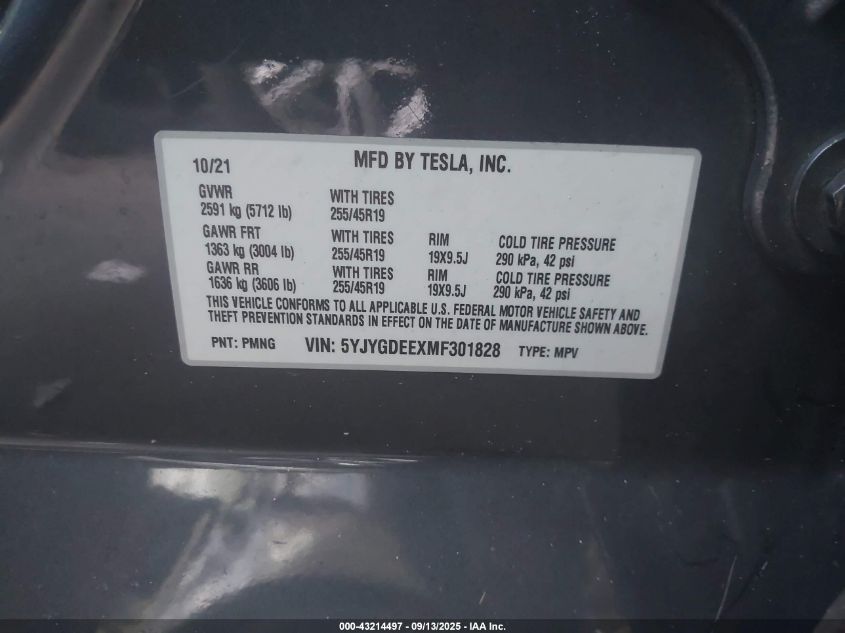 10/21 MFD BY TESLA, INC.
GVWR WITH TIRES
2591 kg (5712 lb) 255/45R19
GAWR FRT WITH TIRES RIM COLD TIRE PRESSURE
1363 kg (3004 lb) 255/45R19 19X9.5J 290 kPa, 42 psi
GAWR RR WITH TIRES RIM COLD TIRE PRESSURE
1636 kg (3606 lb) 255/45R19 19X9.5J 290 kPa, 42 psi
THIS VEHICLE CONFORMS TO ALL APPLICABLE U.S. FEDERAL MOTOR VEHICLE SAFETY AND
THEFT PREVENTION STANDARDS IN EFFECT ON THE DATE OF MANUFACTURE SHOWN ABOVE.
PNT: PMNG VIN: 5YJYGDEEXMF301828 TYPE: MPV
000-43214497 - 09/13/2025 - IAA Inc.